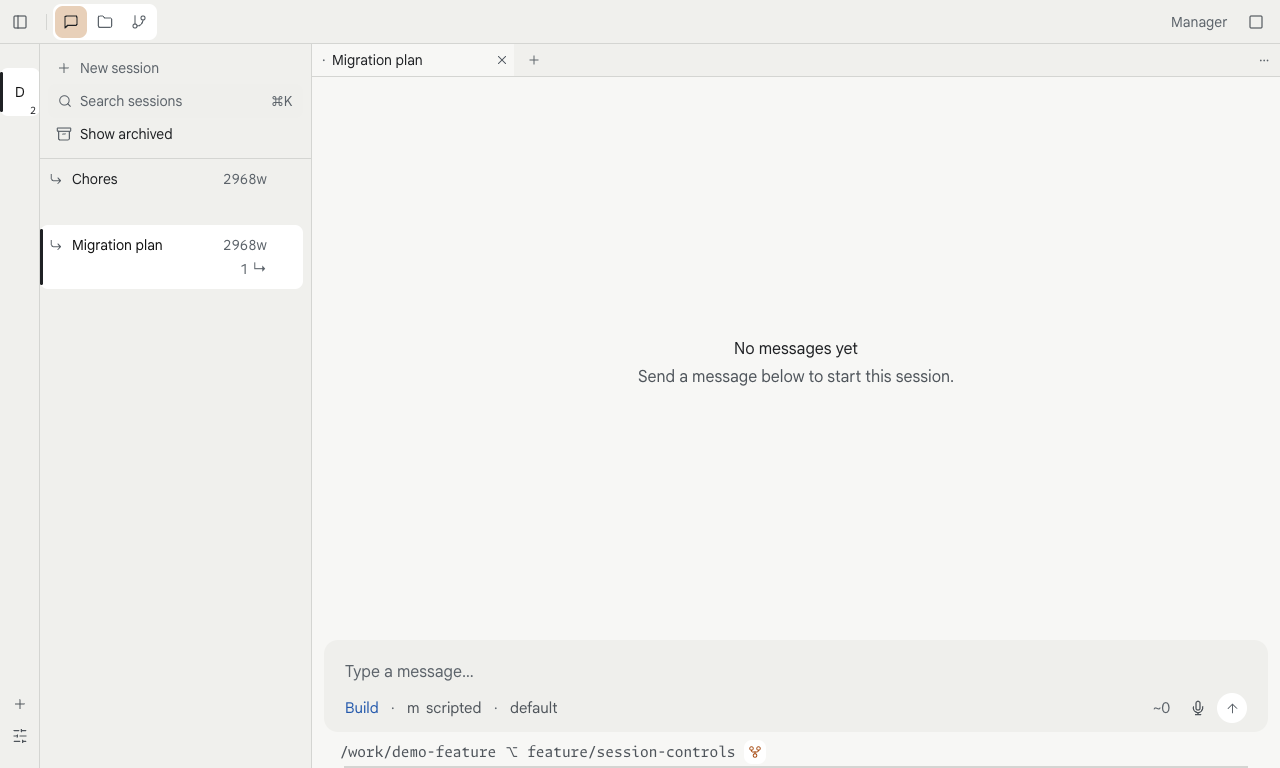 Manager
D
2
New session
Search sessions ⌘K
Show archived
Chores 2968w
Migration plan 2968w
1
· Migration plan
No messages yet
Send a message below to start this session.
Type a message...
Build · m scripted · default ~0
/work/demo-feature ⌥ feature/session-controls